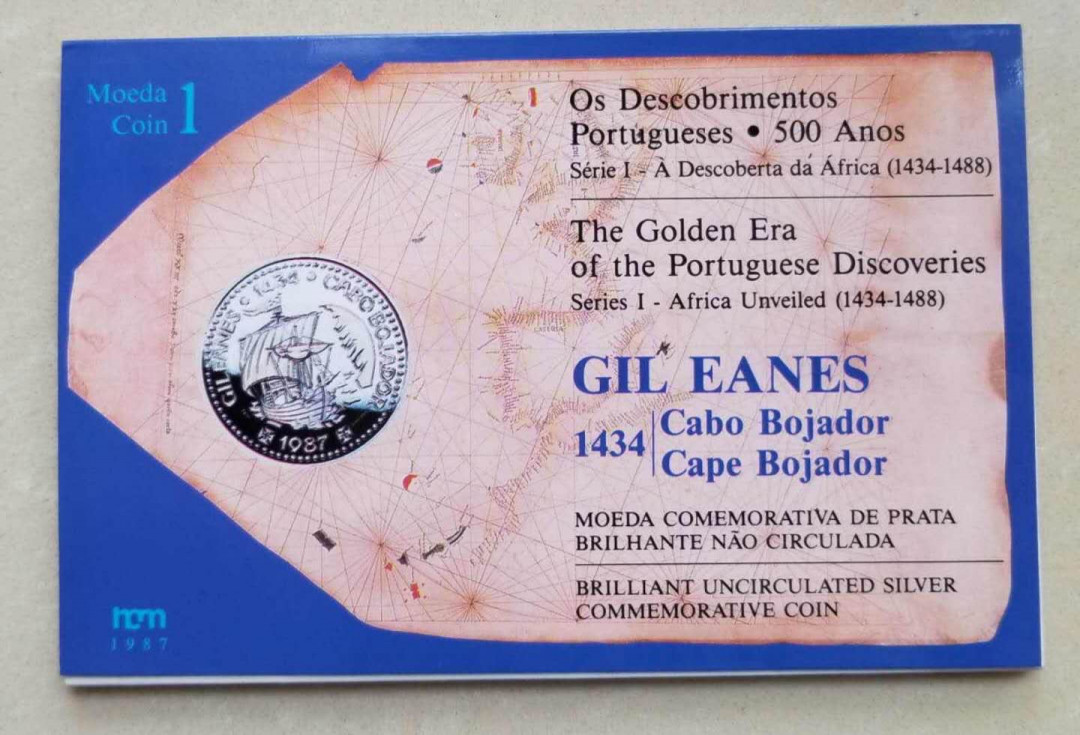 Moeda 1
Coin
Os Descobrimentos
Portugueses • 500 Anos
Série I - À Descoberta da África (1434-1488)
The Golden Era
of the Portuguese Discoveries
Series I - Africa Unveiled (1434-1488)
GIL EANES
1434
Cabo Bojador
Cape Bojador
MOEDA COMEMORATIVA DE PRATA
BRILHANTE NÃO CIRCULADA
BRILLIANT UNCIRCULATED SILVER
COMMEMORATIVE COIN
GIL EANNES • 1434 • CABO BOJADOR
1987
incm
1987